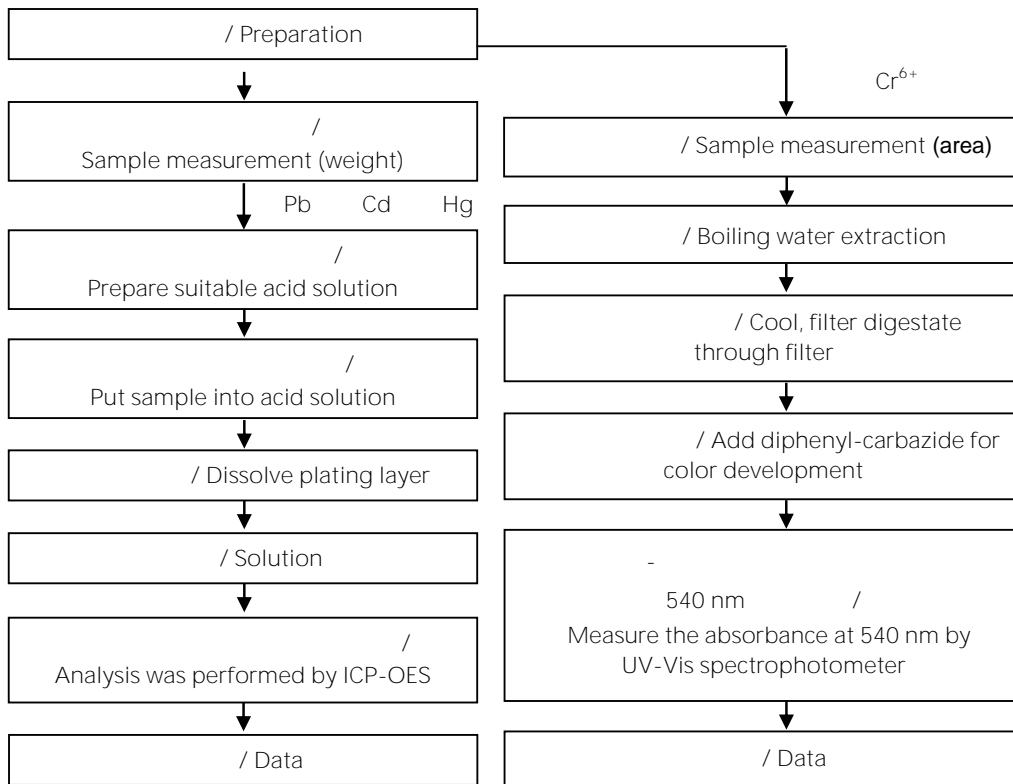 / Preparation
/
Sample measurement (weight)
Pb Cd Hg
/
Prepare suitable acid solution
/
Put sample into acid solution
/ Dissolve plating layer
/ Solution
/
Analysis was performed by ICP-OES
/ Data
Cr⁶⁺
/ Sample measurement (area)
/ Boiling water extraction
/ Cool, filter digestate
through filter
/ Add diphenyl-carbazide for
color development
-
540 nm /
Measure the absorbance at 540 nm by
UV-Vis spectrophotometer
/ Data